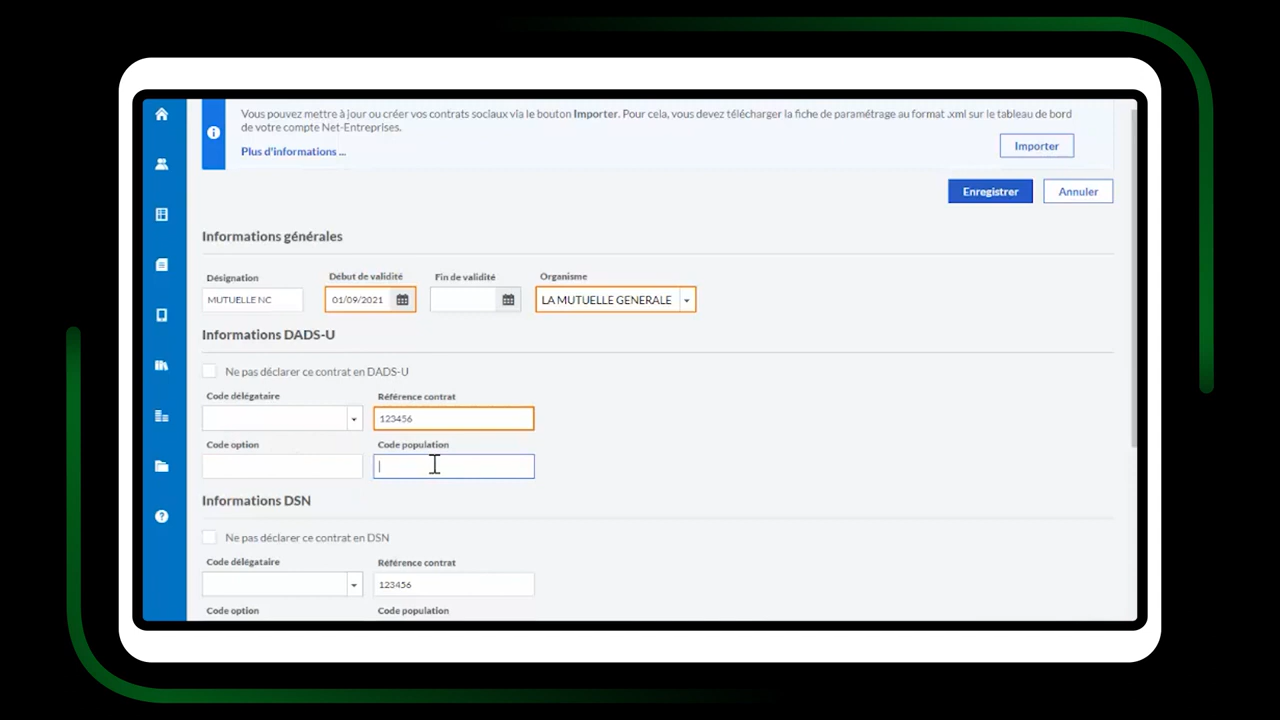 Vous pouvez mettre à jour ou créer vos contrats sociaux via le bouton Importer. Pour cela, vous devez télécharger la fiche de paramétrage au format .xml sur le tableau de bord
de votre compte Net-Entreprises.
Plus d'informations ...
Importer
Enregistrer
Annuler
Informations générales
Désignation
Début de validité
Fin de validité
Organisme
MUTUELLE NC
01/09/2021
LA MUTUELLE GENERALE
Informations DADS-U
Ne pas déclarer ce contrat en DADS-U
Code délégataire
Référence contrat
123456
Code option
Code population
Informations DSN
Ne pas déclarer ce contrat en DSN
Code délégataire
Référence contrat
123456
Code option
Code population